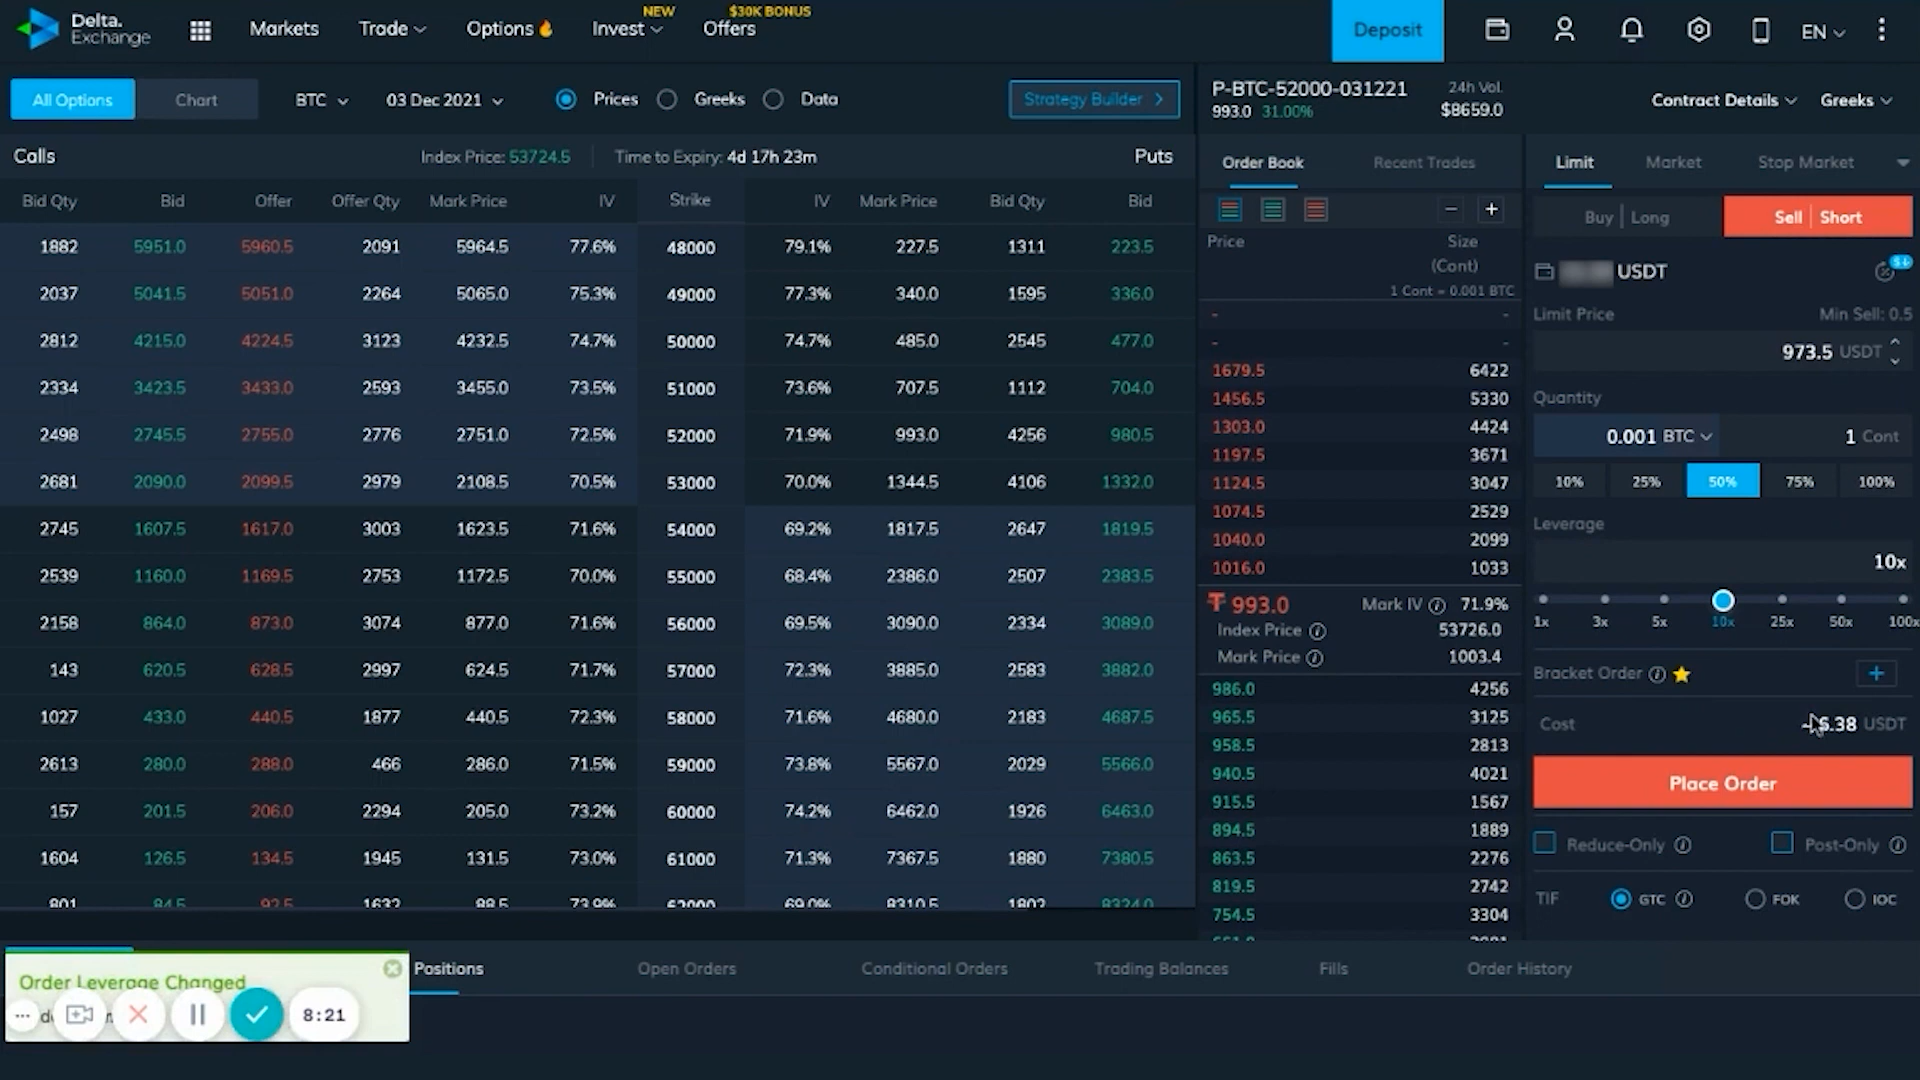 Delta.
Exchange
Markets
Trade
Options
Invest
NEW
Offers
$30K BONUS
Deposit
EN
All Options
Chart
BTC
03 Dec 2021
Prices
Greeks
Data
Strategy Builder >
Calls
Index Price: 53724.5
Time to Expiry: 4d 17h 23m
Puts
Bid Qty Bid Offer Offer Qty Mark Price IV Strike IV Mark Price Bid Qty Bid
1882 5951.0 5960.5 2091 5964.5 77.6% 48000 79.1% 227.5 1311 223.5
2037 5041.5 5051.0 2264 5065.0 75.3% 49000 77.3% 340.0 1595 336.0
2812 4215.0 4224.5 3123 4232.5 74.7% 50000 74.7% 485.0 2545 477.0
2334 3423.5 3433.0 2593 3455.0 73.5% 51000 73.6% 707.5 1112 704.0
2498 2745.5 2755.0 2776 2751.0 72.5% 52000 71.9% 993.0 4256 980.5
2681 2090.0 2099.5 2979 2108.5 70.5% 53000 70.0% 1344.5 4106 1332.0
2745 1607.5 1617.0 3003 1623.5 71.6% 54000 69.2% 1817.5 2647 1819.5
2539 1160.0 1169.5 2753 1172.5 70.0% 55000 68.4% 2386.0 2507 2383.5
2158 864.0 873.0 3074 877.0 71.6% 56000 69.5% 3090.0 2334 3089.0
143 620.5 628.5 2997 624.5 71.7% 57000 72.3% 3885.0 2583 3882.0
1027 433.0 440.5 1877 440.5 72.3% 58000 71.6% 4680.0 2183 4687.5
2613 280.0 288.0 466 286.0 71.5% 59000 73.8% 5567.0 2029 5566.0
157 201.5 206.0 2294 205.0 73.2% 60000 74.2% 6462.0 1926 6463.0
1604 126.5 134.5 1945 131.5 73.0% 61000 71.3% 7367.5 1880 7380.5
801 84.5 92.5 1632 88.5 73.9% 62000 69.0% 8310.5 1802 8324.0
P-BTC-52000-031221
993.0 31.00%
24h Vol.
$8659.0
Contract Details
Greeks
Order Book
Recent Trades
Price
Size
(Cont)
1 Cont = 0.001 BTC
- -
- -
1679.5 6422
1456.5 5330
1303.0 4424
1197.5 3671
1124.5 3047
1074.5 2529
1040.0 2099
1016.0 1033
993.0 Mark IV 71.9%
Index Price 53726.0
Mark Price 1003.4
986.0 4256
965.5 3125
958.5 2813
940.5 4021
915.5 1567
894.5 1889
863.5 2276
819.5 2742
754.5 3304
Limit
Market
Stop Market
Buy | Long
Sell | Short
USDT
Limit Price
Min Sell: 0.5
973.5 USDT
Quantity
0.001 BTC
1 Cont
10% 25% 50% 75% 100%
Leverage
10x
1x 3x 5x 10x 25x 50x 100x
Bracket Order
+
Cost
6.38 USDT
Place Order
Reduce-Only
Post-Only
TIF
GTC
FOK
IOC
Positions
Open Orders
Conditional Orders
Trading Balances
Fills
Order History
Order Leverage Changed
8:21